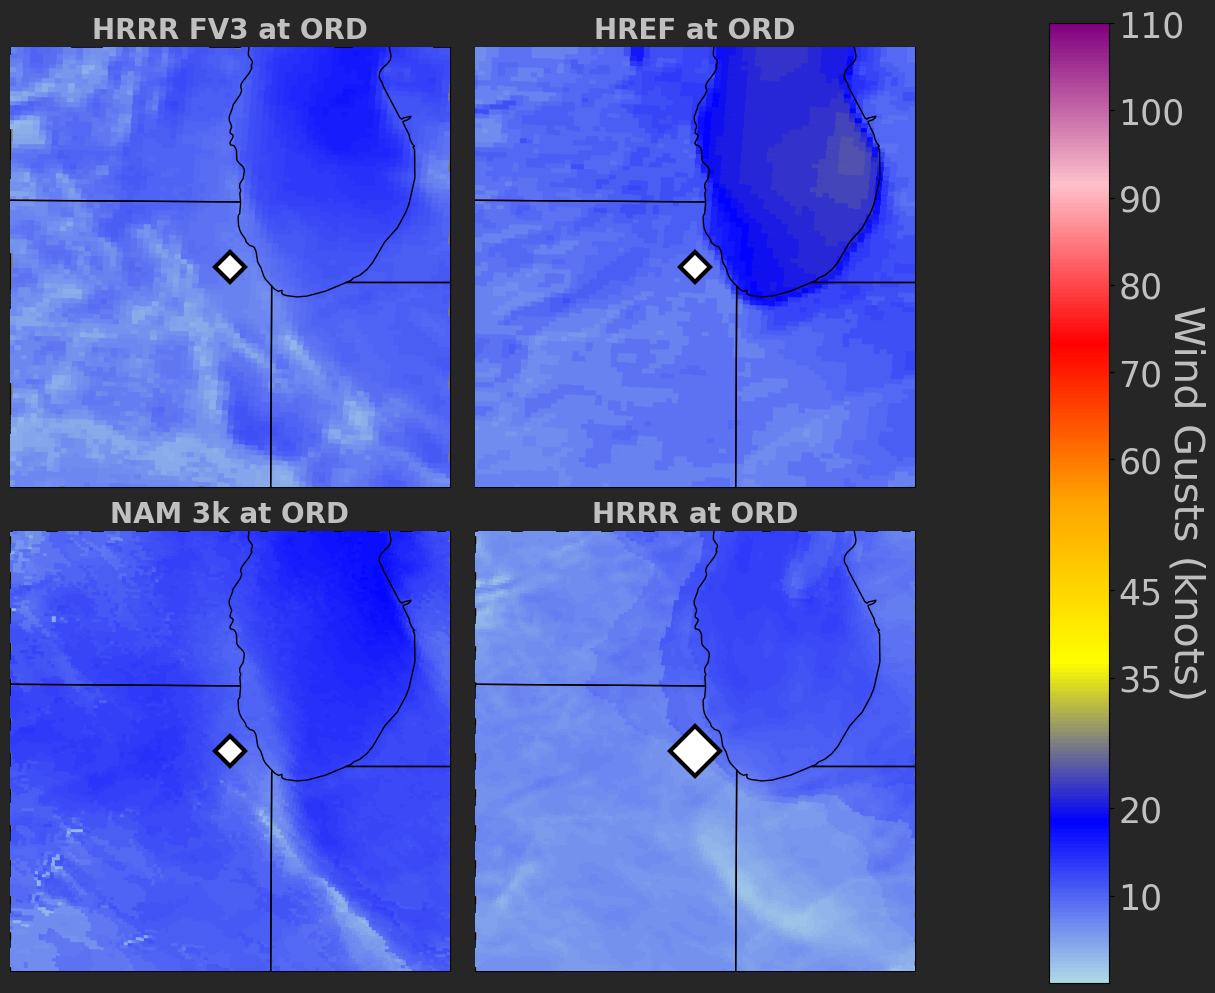 HRRR FV3 at ORD
HREF at ORD
NAM 3k at ORD
HRRR at ORD
110
100
90
80
70
60
45
35
20
10
Wind Gusts (knots)